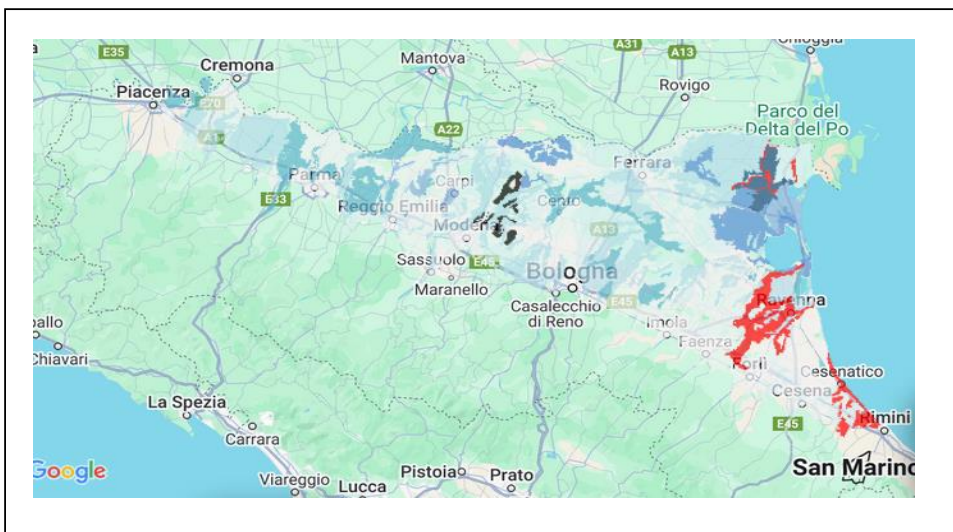 E35
Cremona
Mantova
A31
A13
Chioggia
Piacenza
E70
Rovigo
Parco del
Delta del Po
A22
Ferrara
Parma
Carpi
Cento
E33
Reggio Emilia
Modena
A13
Sassuolo
Bologna
Maranello
Casalecchio
di Reno
E45
Imola
Ravenna
Faenza
Forlì
Chiavari
Cesenatico
Cesena
La Spezia
E45
Rimini
Carrara
Google
Pistoia
Prato
San Marino
Viareggio
Lucca